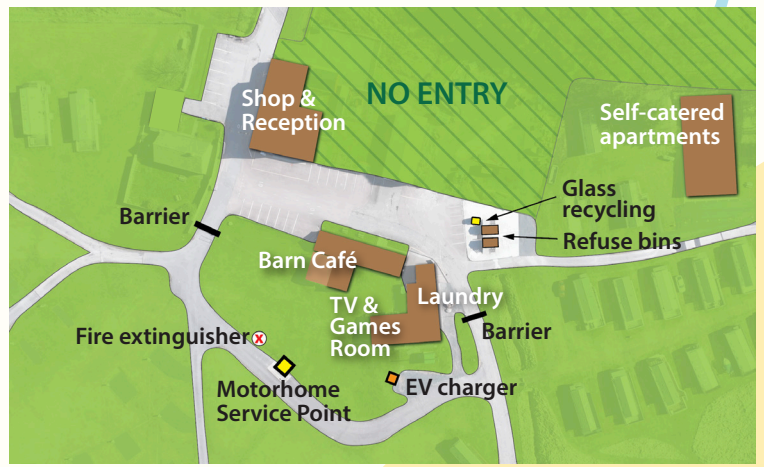 NO ENTRY
Shop &
Reception
Self-catered
apartments
Glass
recycling
Barrier
Refuse bins
Barn Café
Laundry
TV &
Games
Room
Barrier
Fire extinguisher
X
EV charger
Motorhome
Service Point